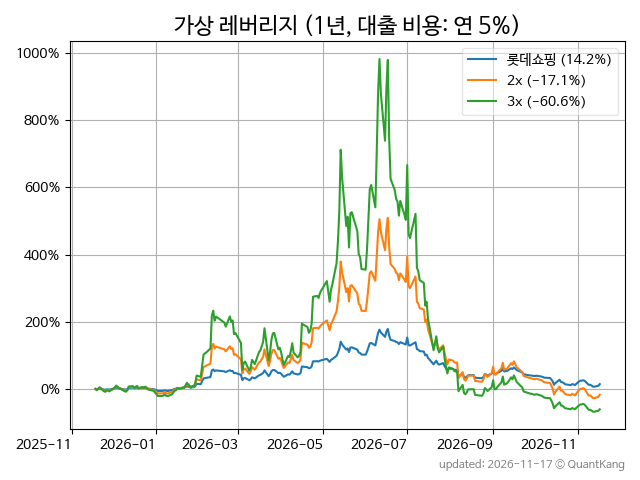 가상 레버리지 (1년, 대출 비용: 연 5%)
1000%
800%
600%
400%
200%
0%
롯데쇼핑 (14.2%)
2x (−17.1%)
3x (−60.6%)
2025-11
2026-01
2026-03
2026-05
2026-07
2026-09
2026-11
updated: 2026-11-17 © QuantKang